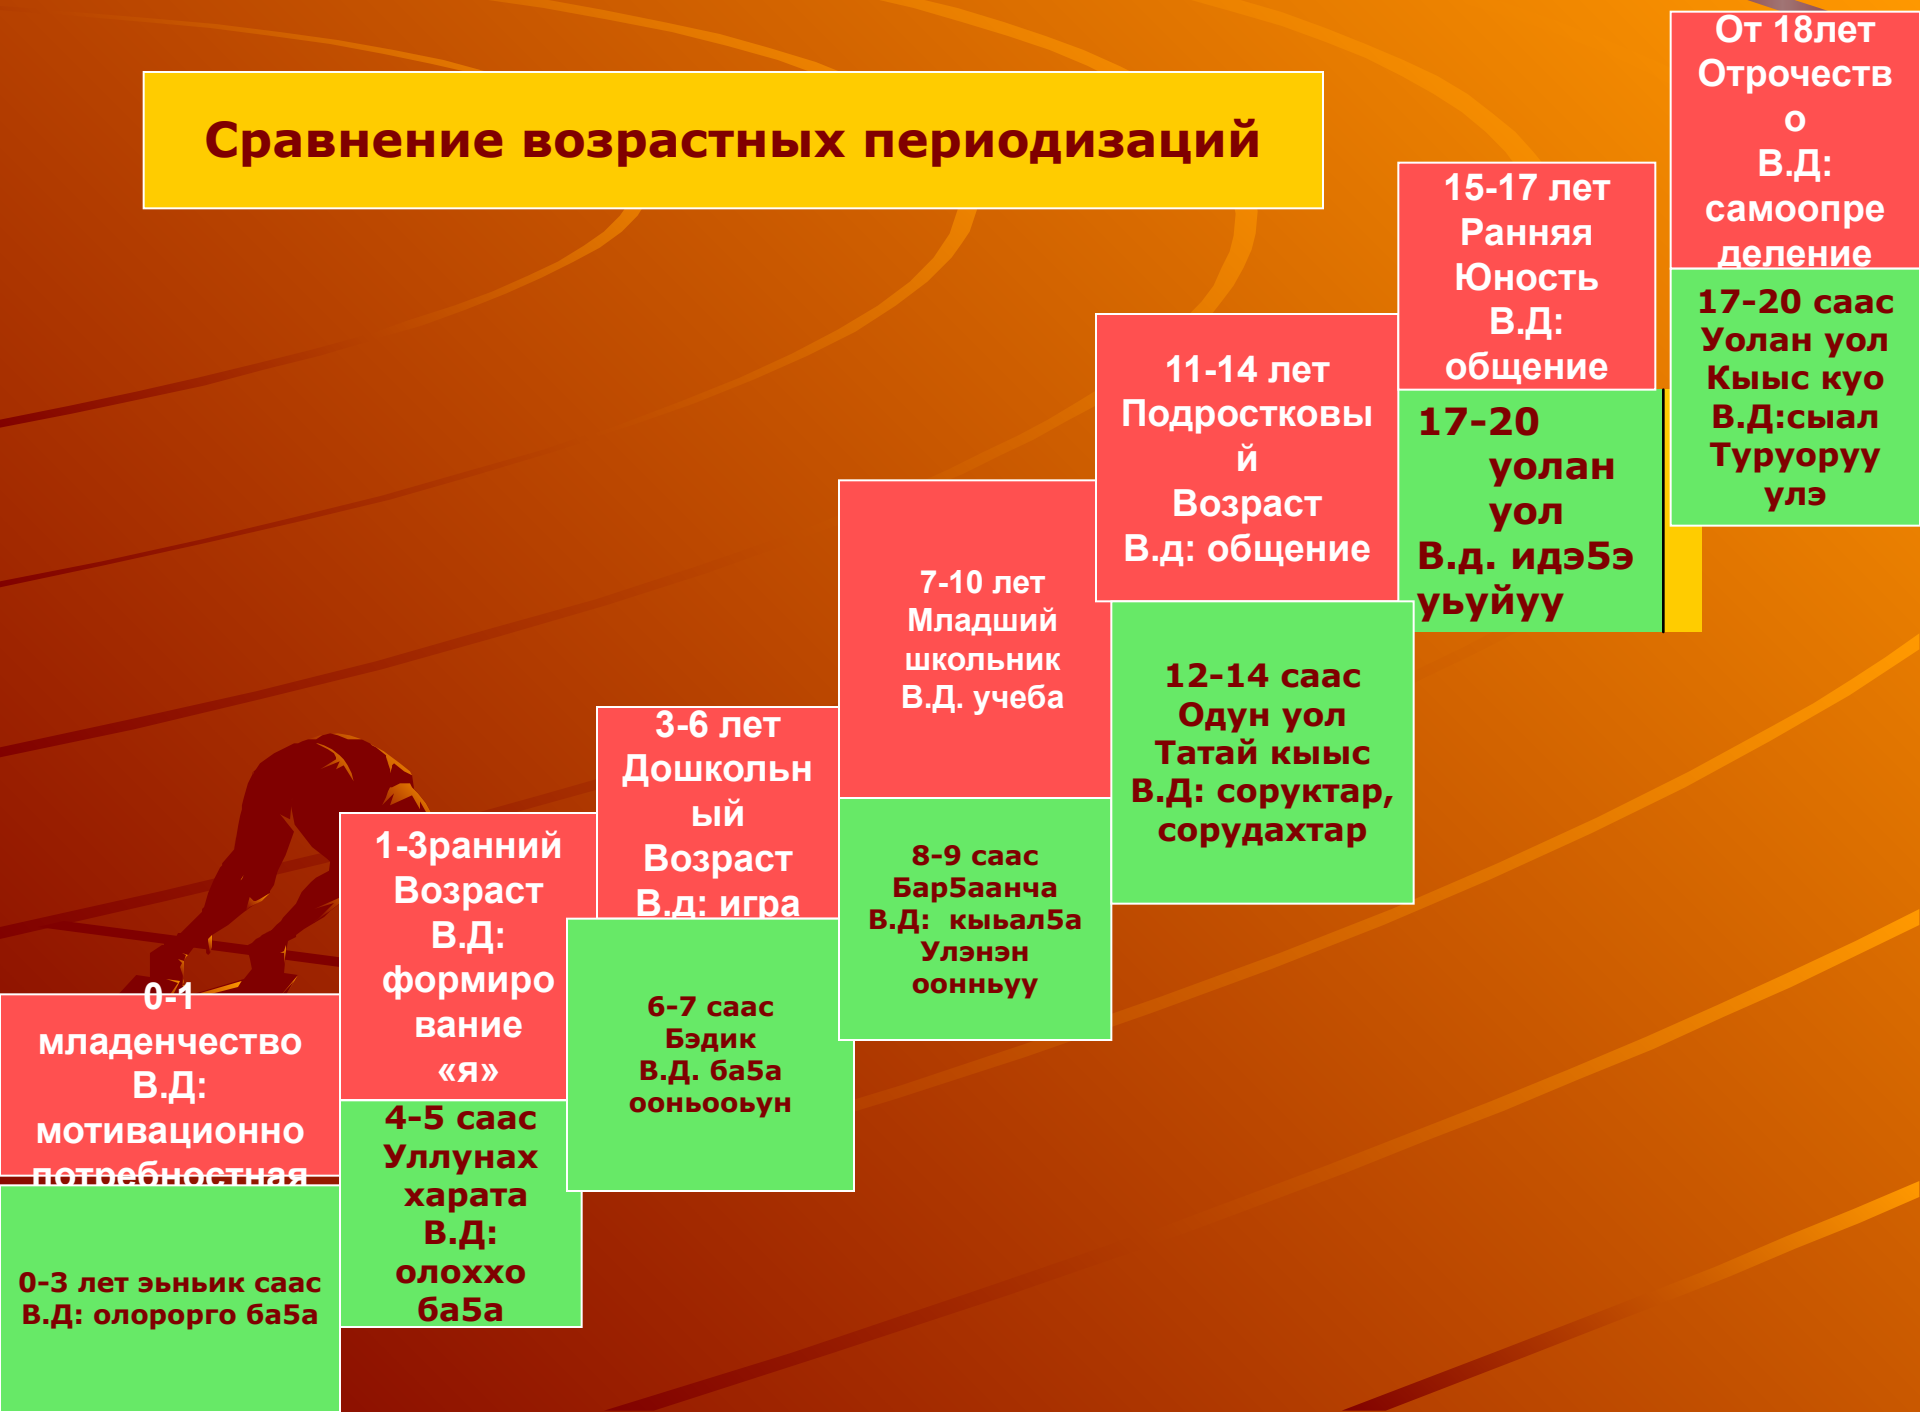 Сравнение возрастных периодизаций
От 18лет
Отрочеств
о
В.Д:
самоопре
деление
17-20 саас
Уолан уол
Кыыс куо
В.Д:сыал
Туруоруу
улэ
15-17 лет
Ранняя
Юность
В.Д:
общение
17-20
уолан
уол
В.д. идэ5э
уьуйуу
11-14 лет
Подростковы
й
Возраст
В.д: общение
12-14 саас
Одун уол
Татай кыыс
В.Д: соруктар,
сорудахтар
7-10 лет
Младший
школьник
В.Д. учеба
8-9 саас
Бар5аанча
В.Д: кыьал5а
Улэнэн
оонньуу
3-6 лет
Дошкольн
ый
Возраст
В.д: игра
6-7 саас
Бэдик
В.Д. ба5а
ооньооьун
1-3ранний
Возраст
В.Д:
формиро
вание
«я»
4-5 саас
Уллунах
харата
В.Д:
олоххо
ба5а
0-1
младенчество
В.Д:
мотивационно
потребностная
0-3 лет эьньик саас
В.Д: олорорго ба5а